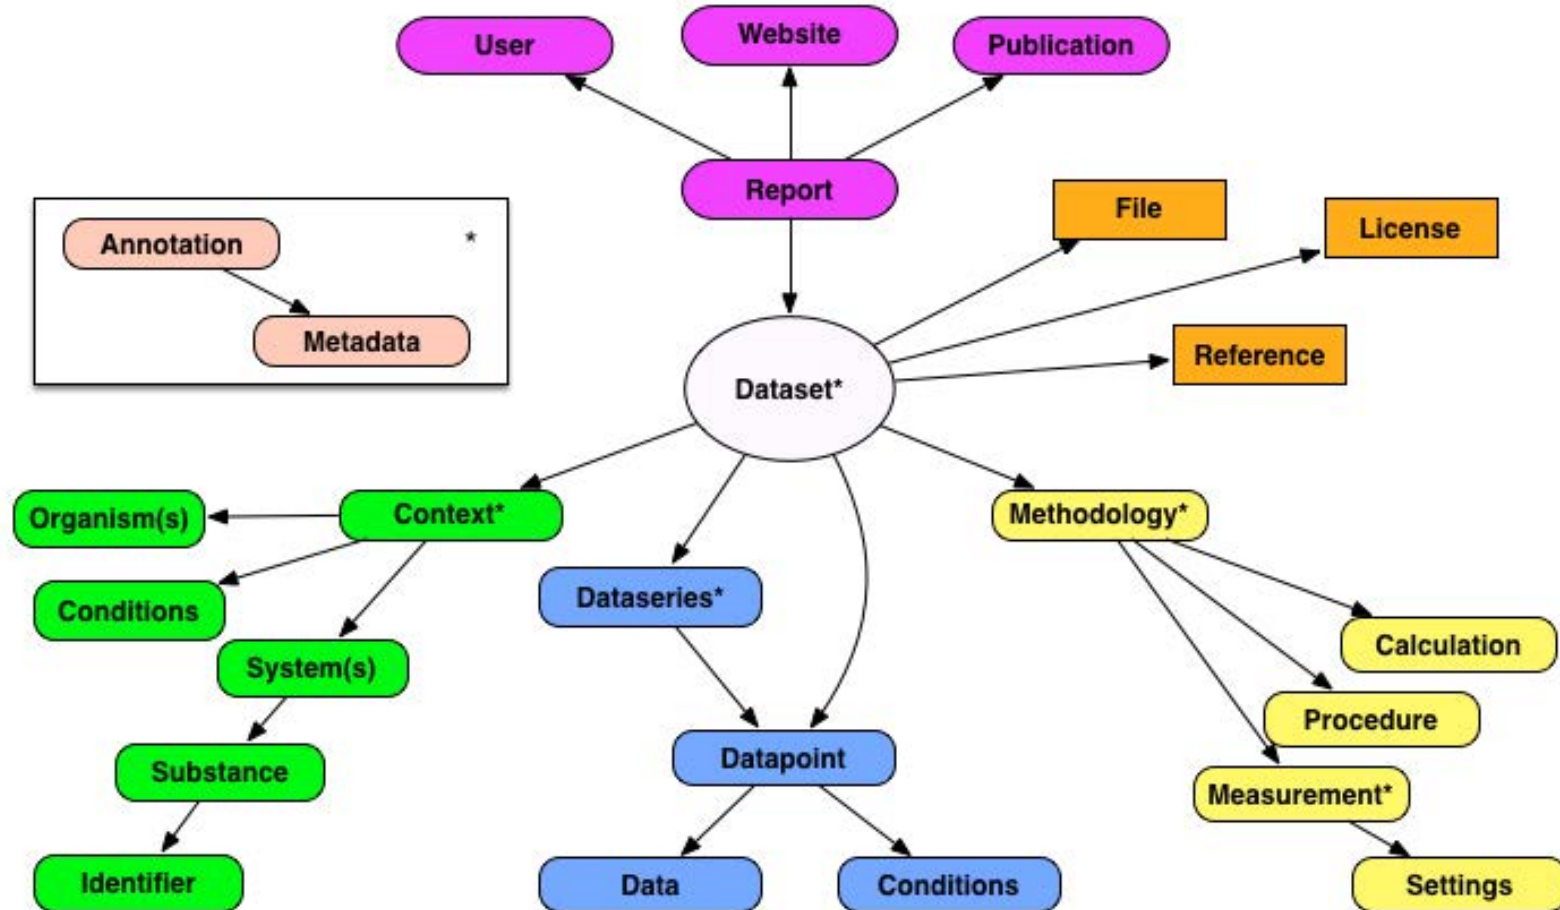 User
Website
Publication
Report
File
License
Annotation
*
Metadata
Reference
Dataset*
Organism(s)
Context*
Methodology*
Conditions
Dataseries*
System(s)
Calculation
Procedure
Substance
Datapoint
Measurement*
Identifier
Data
Conditions
Settings